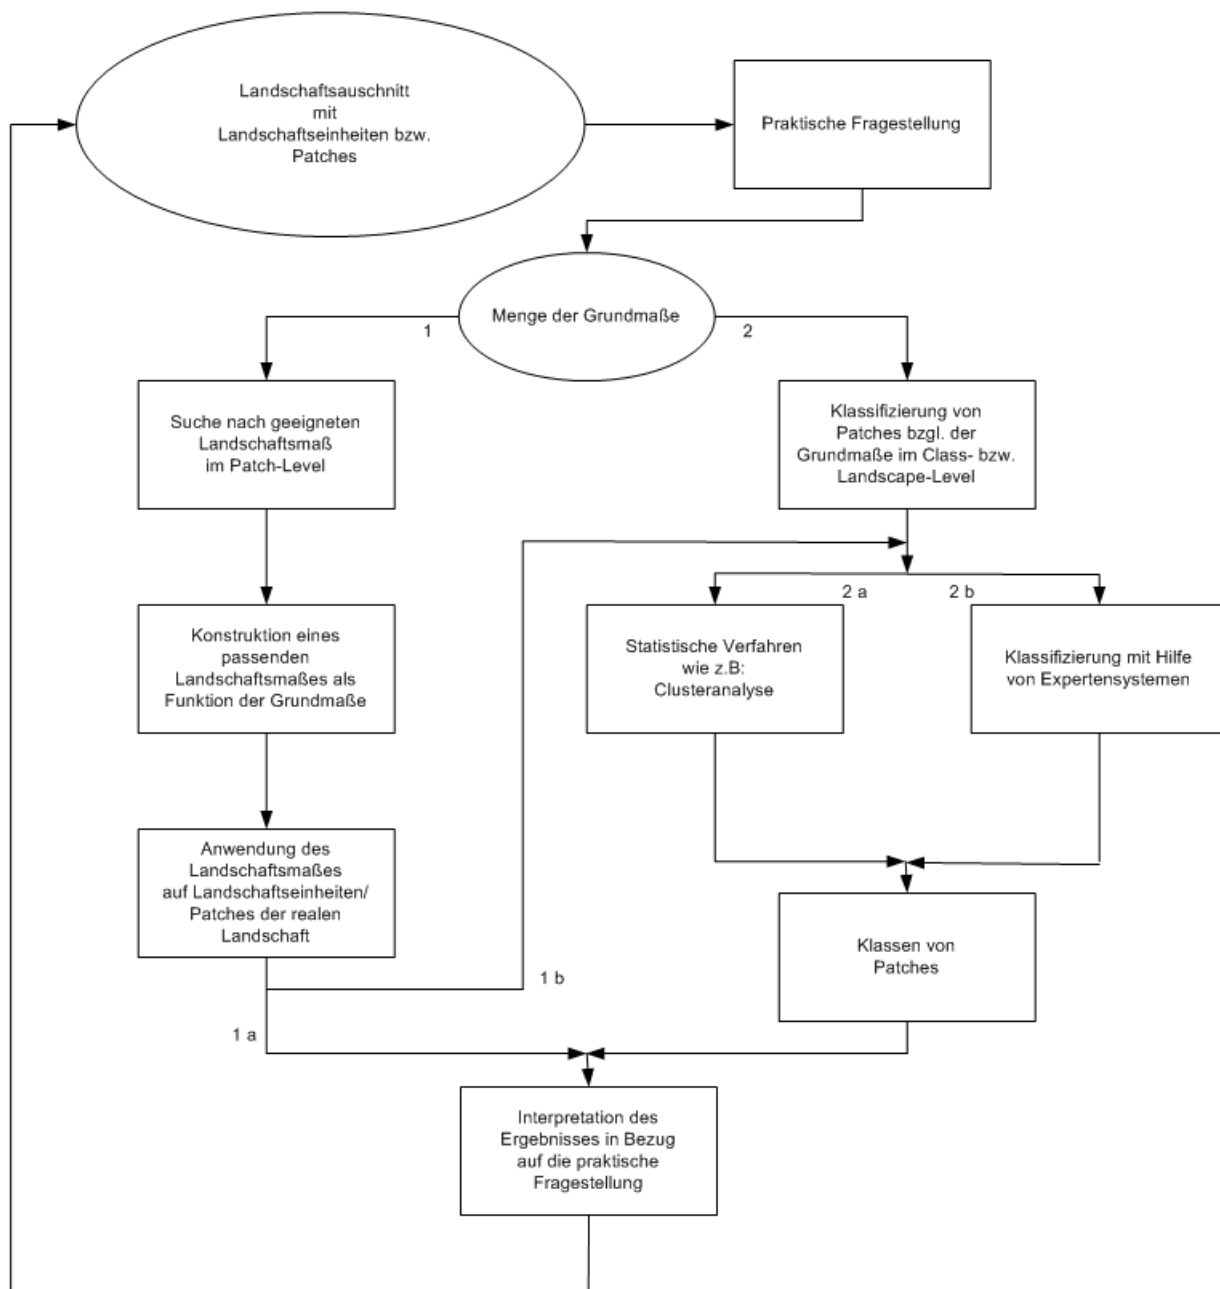 Landschaftsauschnitt
mit
Landschaftseinheiten bzw.
Patches
Praktische Fragestellung
Menge der Grundmaße
1
2
Suche nach geeigneten
Landschaftsmaß
im Patch-Level
Klassifizierung von
Patches bzgl. der
Grundmaße im Class- bzw.
Landscape-Level
2 a
2 b
Konstruktion eines
passenden
Landschaftsmaßes als
Funktion der Grundmaße
Statistische Verfahren
wie z.B:
Clusteranalyse
Klassifizierung mit Hilfe
von Expertensystemen
Anwendung des
Landschaftsmaßes
auf Landschaftseinheiten/
Patches der realen
Landschaft
Klassen von
Patches
1 b
1 a
Interpretation des
Ergebnisses in Bezug
auf die praktische
Fragestellung